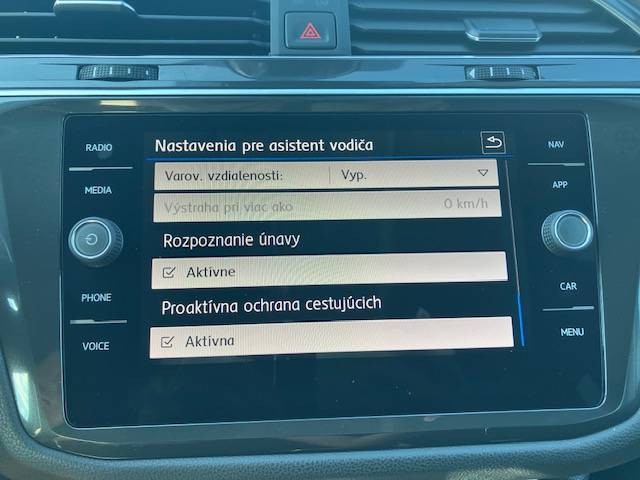 Nastavenia pre asistent vodiča
RADIO
NAV
Varov. vzdialenosti: Vyp.
MEDIA
APP
Výstraha pri viac ako 0 km/h
Rozpoznanie únavy
Aktívne
PHONE
CAR
Proaktívna ochrana cestujúcich
VOICE
Aktívna
MENU